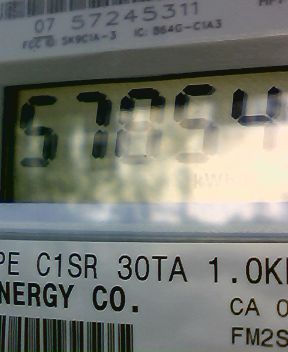 07 57245311
FCC ID: SK9C1A-3 IC: 864G-C1A3
57854
kWh
PE C1SR 30TA 1.0K
NERGY CO.
CA 0
FM2S